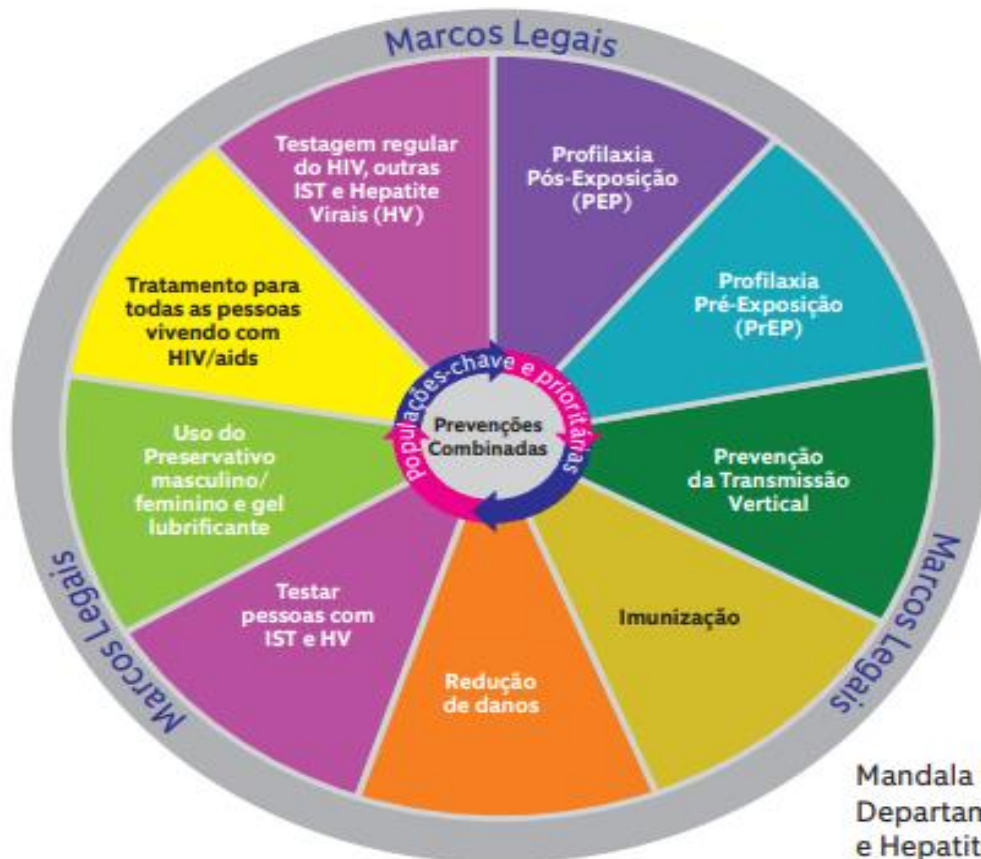 Marcos Legais
Testagem regular
do HIV, outras
IST e Hepatite
Virais (HV)
Profilaxia
Pós-Exposição
(PEP)
Profilaxia
Pré-Exposição
(PrEP)
Prevenção
da Transmissão
Vertical
Imunização
Redução
de danos
Testar
pessoas com
IST e HV
Uso do
Preservativo
masculino/
feminino e gel
lubrificante
Tratamento para
todas as pessoas
vivendo com
HIV/aids
Populações-chave e prioritárias
Prevenções
Combinadas
Marcos Legais
Marcos Legais
Mandala